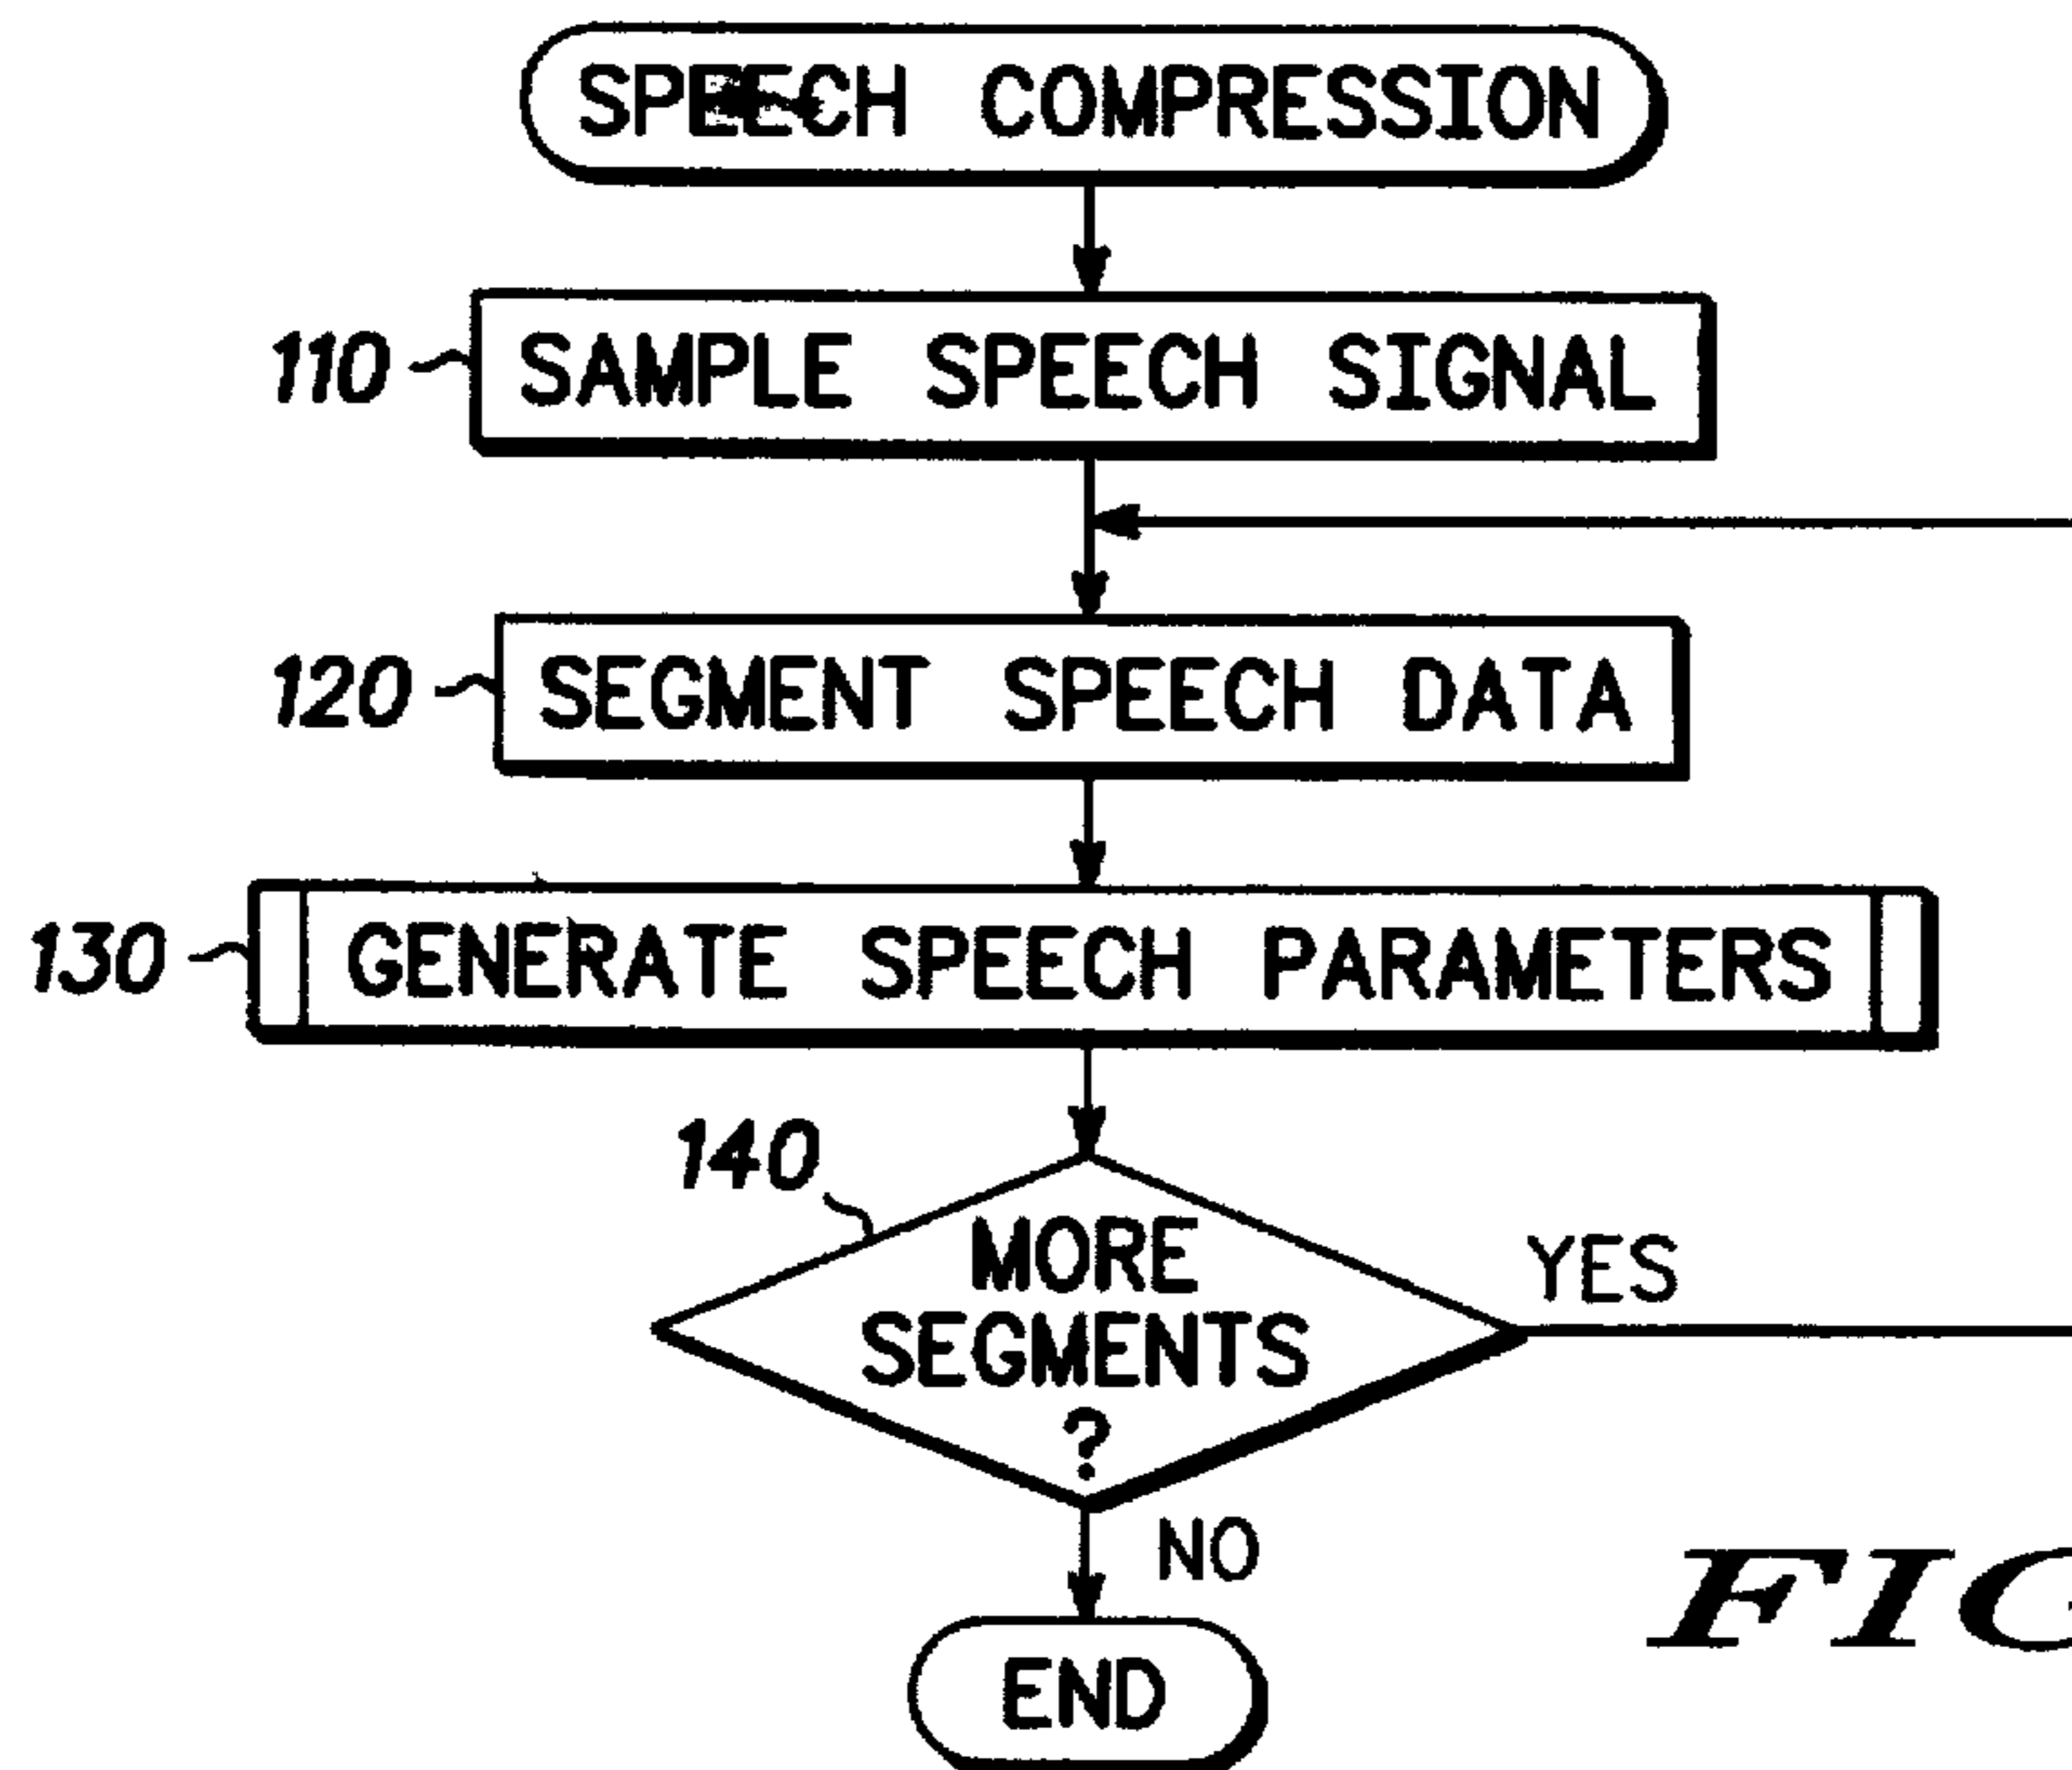 SPEECH COMPRESSION
110 SAMPLE SPEECH SIGNAL
120 SEGMENT SPEECH DATA
130 GENERATE SPEECH PARAMETERS
140
MORE
SEGMENTS
?
YES
NO
FIG
END